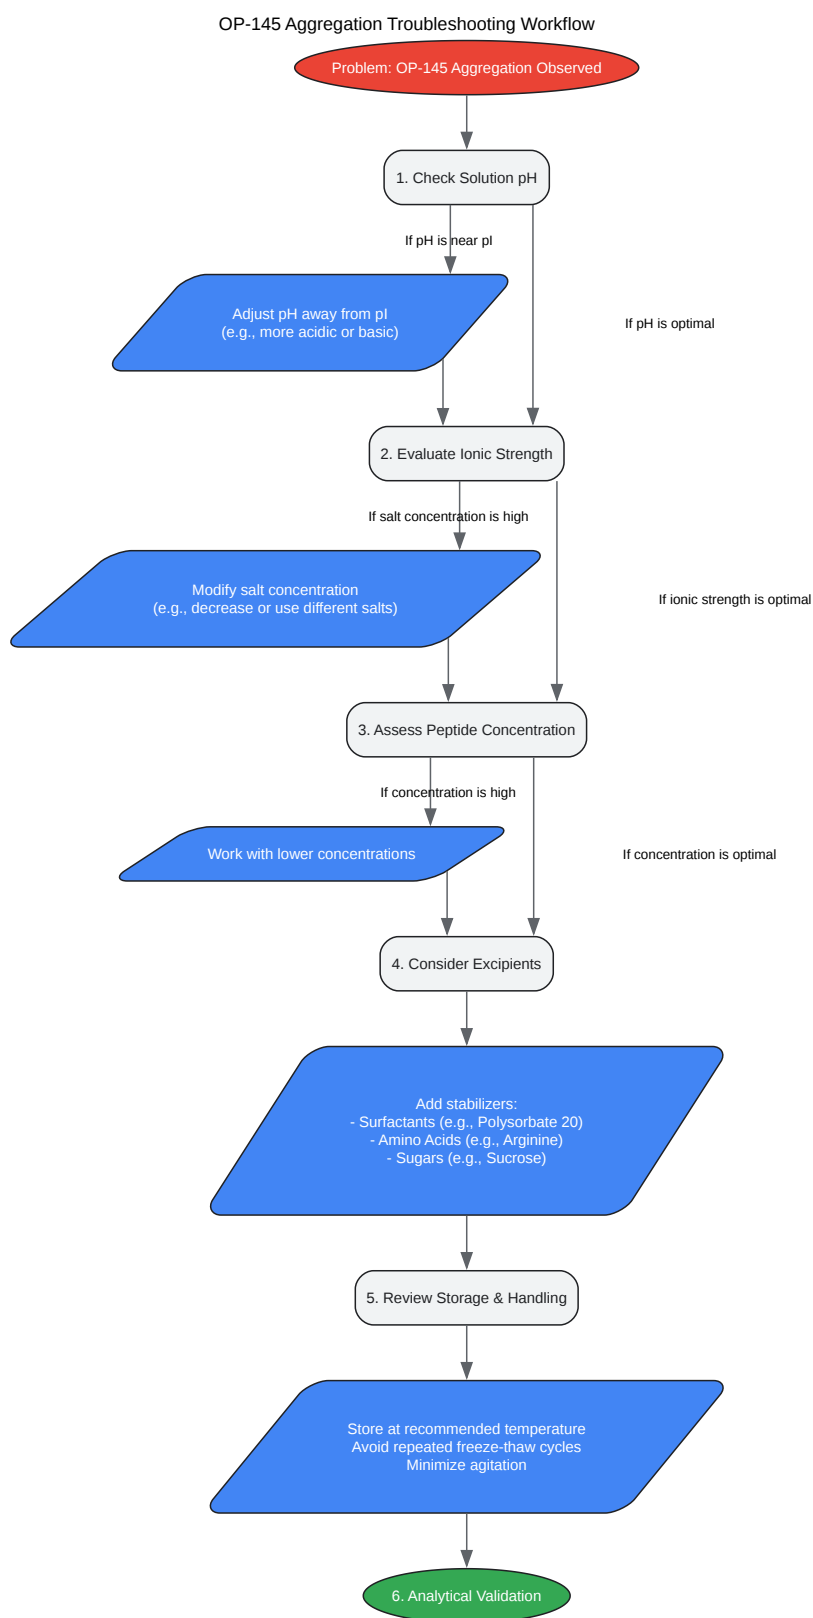 OP-145 Aggregation Troubleshooting Workflow
Problem: OP-145 Aggregation Observed
1. Check Solution pH
If pH is near pI
Adjust pH away from pI
(e.g., more acidic or basic)
If pH is optimal
2. Evaluate Ionic Strength
If salt concentration is high
Modify salt concentration
(e.g., decrease or use different salts)
If ionic strength is optimal
3. Assess Peptide Concentration
If concentration is high
Work with lower concentrations
If concentration is optimal
4. Consider Excipients
Add stabilizers:
- Surfactants (e.g., Polysorbate 20)
- Amino Acids (e.g., Arginine)
- Sugars (e.g., Sucrose)
5. Review Storage & Handling
Store at recommended temperature
Avoid repeated freeze-thaw cycles
Minimize agitation
6. Analytical Validation